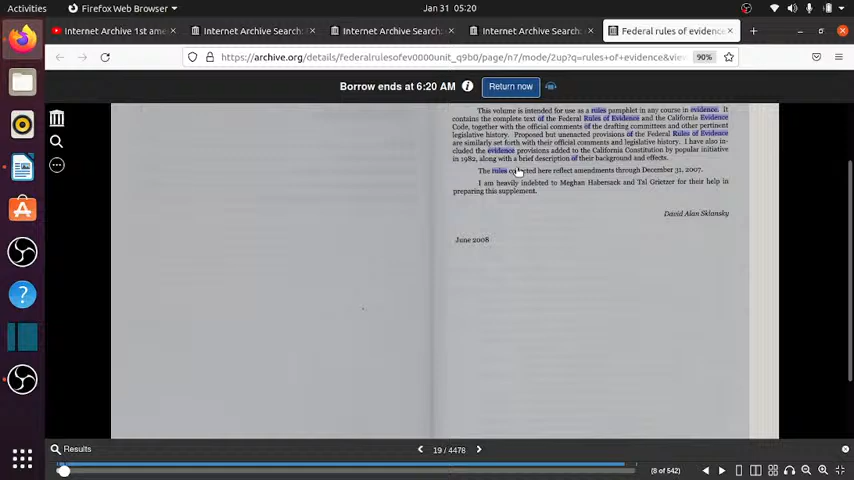 Activities Firefox Web Browser Jan 31 05:20
Internet Archive 1st ame Internet Archive Search: Internet Archive Search: Internet Archive Search: Federal rules of evidence
https://archive.org/details/federalrulesofev0000unit_q9b0/page/n7/mode/2up?q=rules+of+evidence&view 90%
Borrow ends at 6:20 AM Return now
This volume is intended for use as a rules pamphlet in any course in evidence. It
contains the complete text of the Federal Rules of Evidence and the California Evidence
Code, together with the official comments of the drafting committees and other pertinent
legislative history. Proposed but unenacted provisions of the Federal Rules of Evidence
are similarly set forth with their official comments and legislative history. I have also in-
cluded the evidence provisions added to the California Constitution by popular initiative
in 1982, along with a brief description of their background and effects.
The rules collected here reflect amendments through December 31, 2007.
I am heavily indebted to Meghan Habersack and Tal Grietzer for their help in
preparing this supplement.
David Alan Sklansky
June 2008
Results 19 / 4478
(8 of 542)